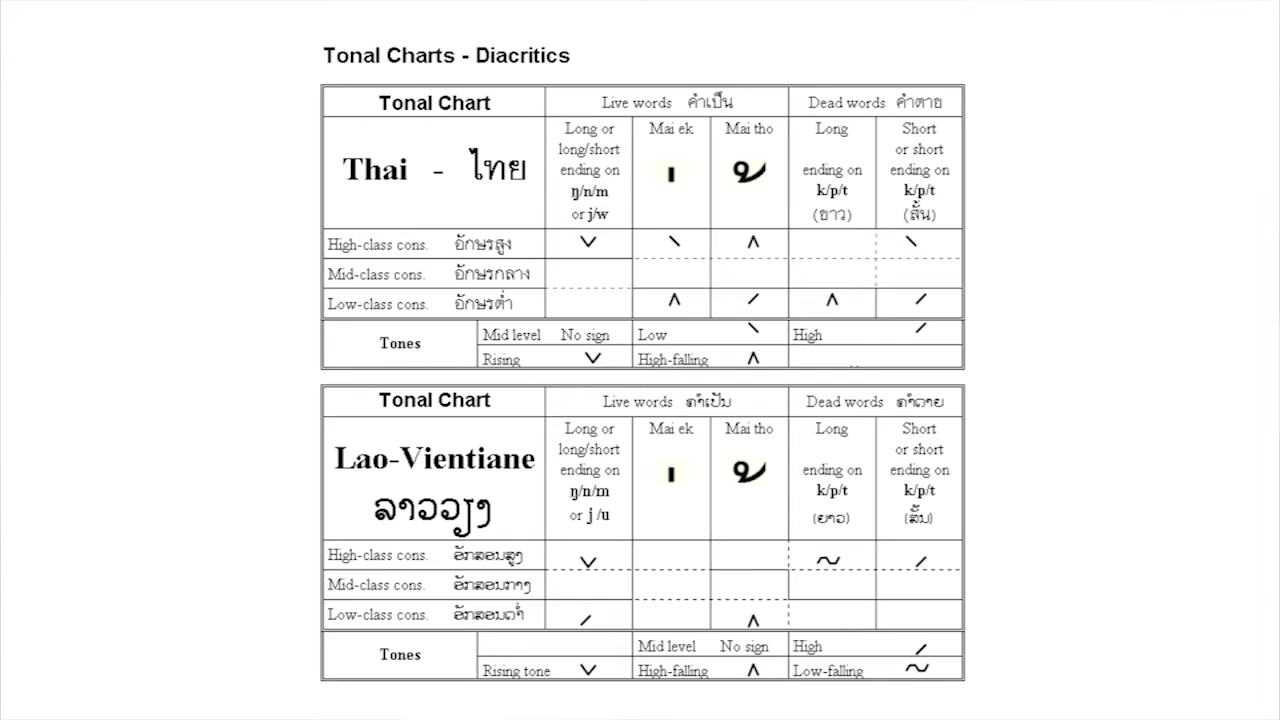 Tonal Charts - Diacritics
Tonal Chart
Live words คำเป็น
Dead words คำตาย
Thai - ไทย
Long or
long/short
ending on
ŋ/n/m
or j/w
Mai ek
Mai tho
Long
ending on
k/p/t
(ยาว)
Short
or short
ending on
k/p/t
(สั้น)
High-class cons. อักษรสูง
Mid-class cons. อักษรกลาง
Low-class cons. อักษรต่ำ
Tones
Mid level No sign
Low
High
Rising
High-falling
Tonal Chart
Live words ຄຳເປັນ
Dead words ຄຳຕາຍ
Lao-Vientiane
ລາວວຽງ
Long or
long/short
ending on
ŋ/n/m
or j /u
Mai ek
Mai tho
Long
ending on
k/p/t
(ຍາວ)
Short
or short
ending on
k/p/t
(ສັ້ນ)
High-class cons. ອັກສອນສູງ
Mid-class cons. ອັກສອນກາງ
Low-class cons. ອັກສອນຕ່ຳ
Tones
Mid level No sign
High
Rising tone
High-falling
Low-falling